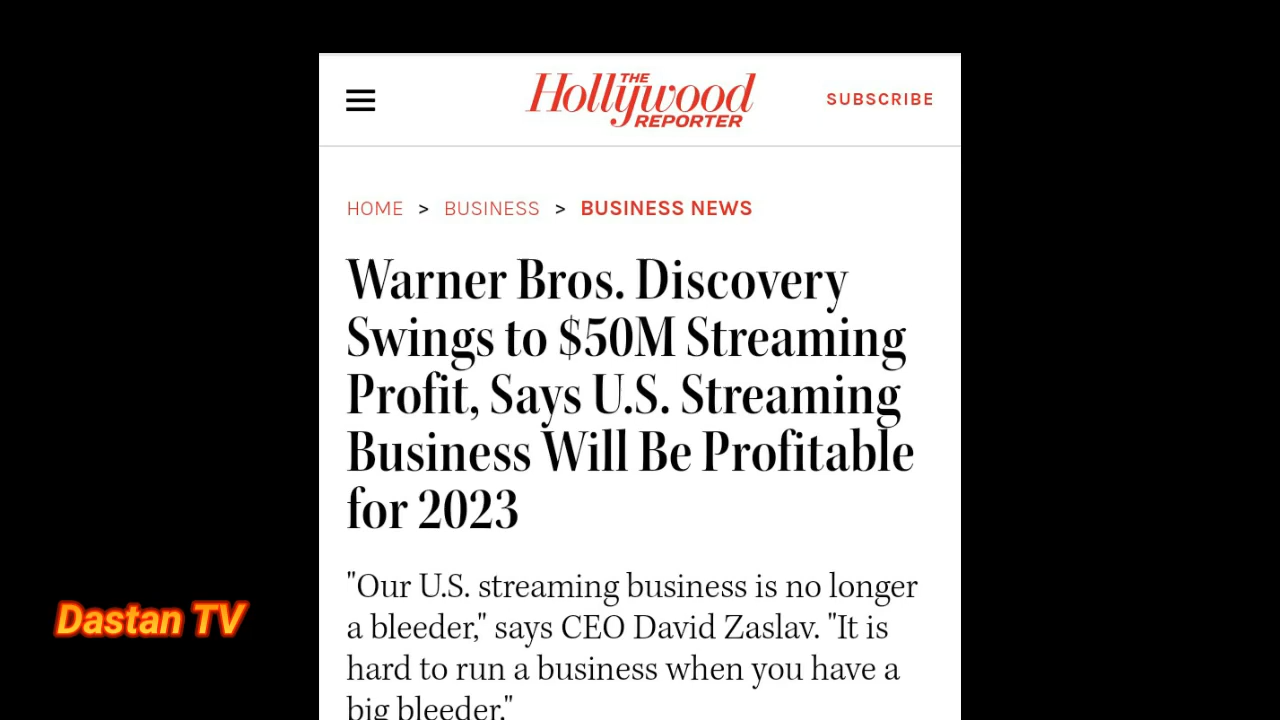 THE
Hollywood
REPORTER
SUBSCRIBE
HOME > BUSINESS > BUSINESS NEWS
Warner Bros. Discovery
Swings to $50M Streaming
Profit, Says U.S. Streaming
Business Will Be Profitable
for 2023
"Our U.S. streaming business is no longer
a bleeder," says CEO David Zaslav. "It is
hard to run a business when you have a
big bleeder."
Dastan TV